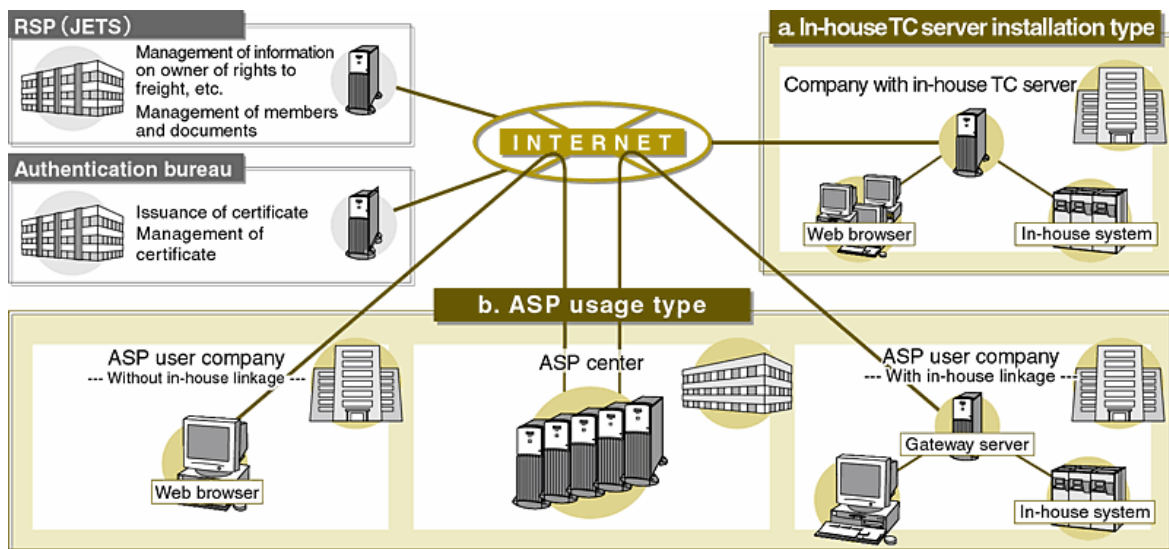 RSP (JETS)
Management of information
on owner of rights to
freight, etc.
Management of members
and documents
Authentication bureau
Issuance of certificate
Management of
certificate
INTERNET
a. In-house TC server installation type
Company with in-house TC server
Web browser
In-house system
b. ASP usage type
ASP user company
--- Without in-house linkage ---
Web browser
ASP center
ASP user company
--- With in-house linkage ---
Gateway server
In-house system